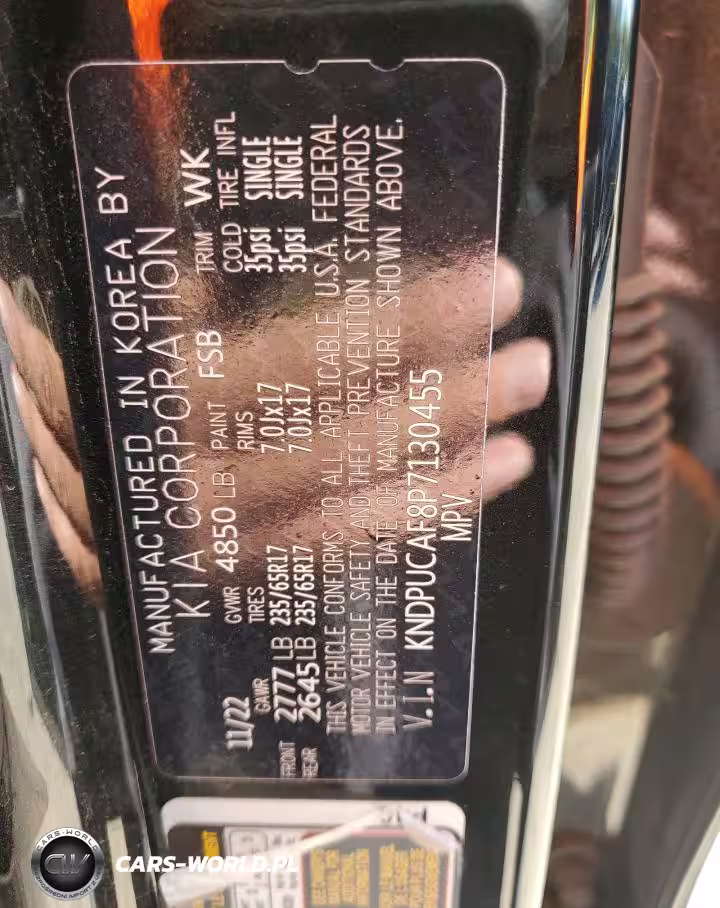 MANUFACTURED IN KOREA BY
KIA CORPORATION
11/22 GVWR 4850 LB PAINT FSB TRIM WK
GAWR TIRES RIMS COLD TIRE INFL
FRONT 2777 LB 235/65R17 7.0Jx17 35psi SINGLE
REAR 2645 LB 235/65R17 7.0Jx17 35psi SINGLE
THIS VEHICLE CONFORMS TO ALL APPLICABLE U.S.A. FEDERAL
MOTOR VEHICLE SAFETY AND THEFT PREVENTION STANDARDS
IN EFFECT ON THE DATE OF MANUFACTURE SHOWN ABOVE.
V.I.N KNDPUCAF8P7130455
MPV
CARS-WORLD
CW
CARS-WORLD.PL